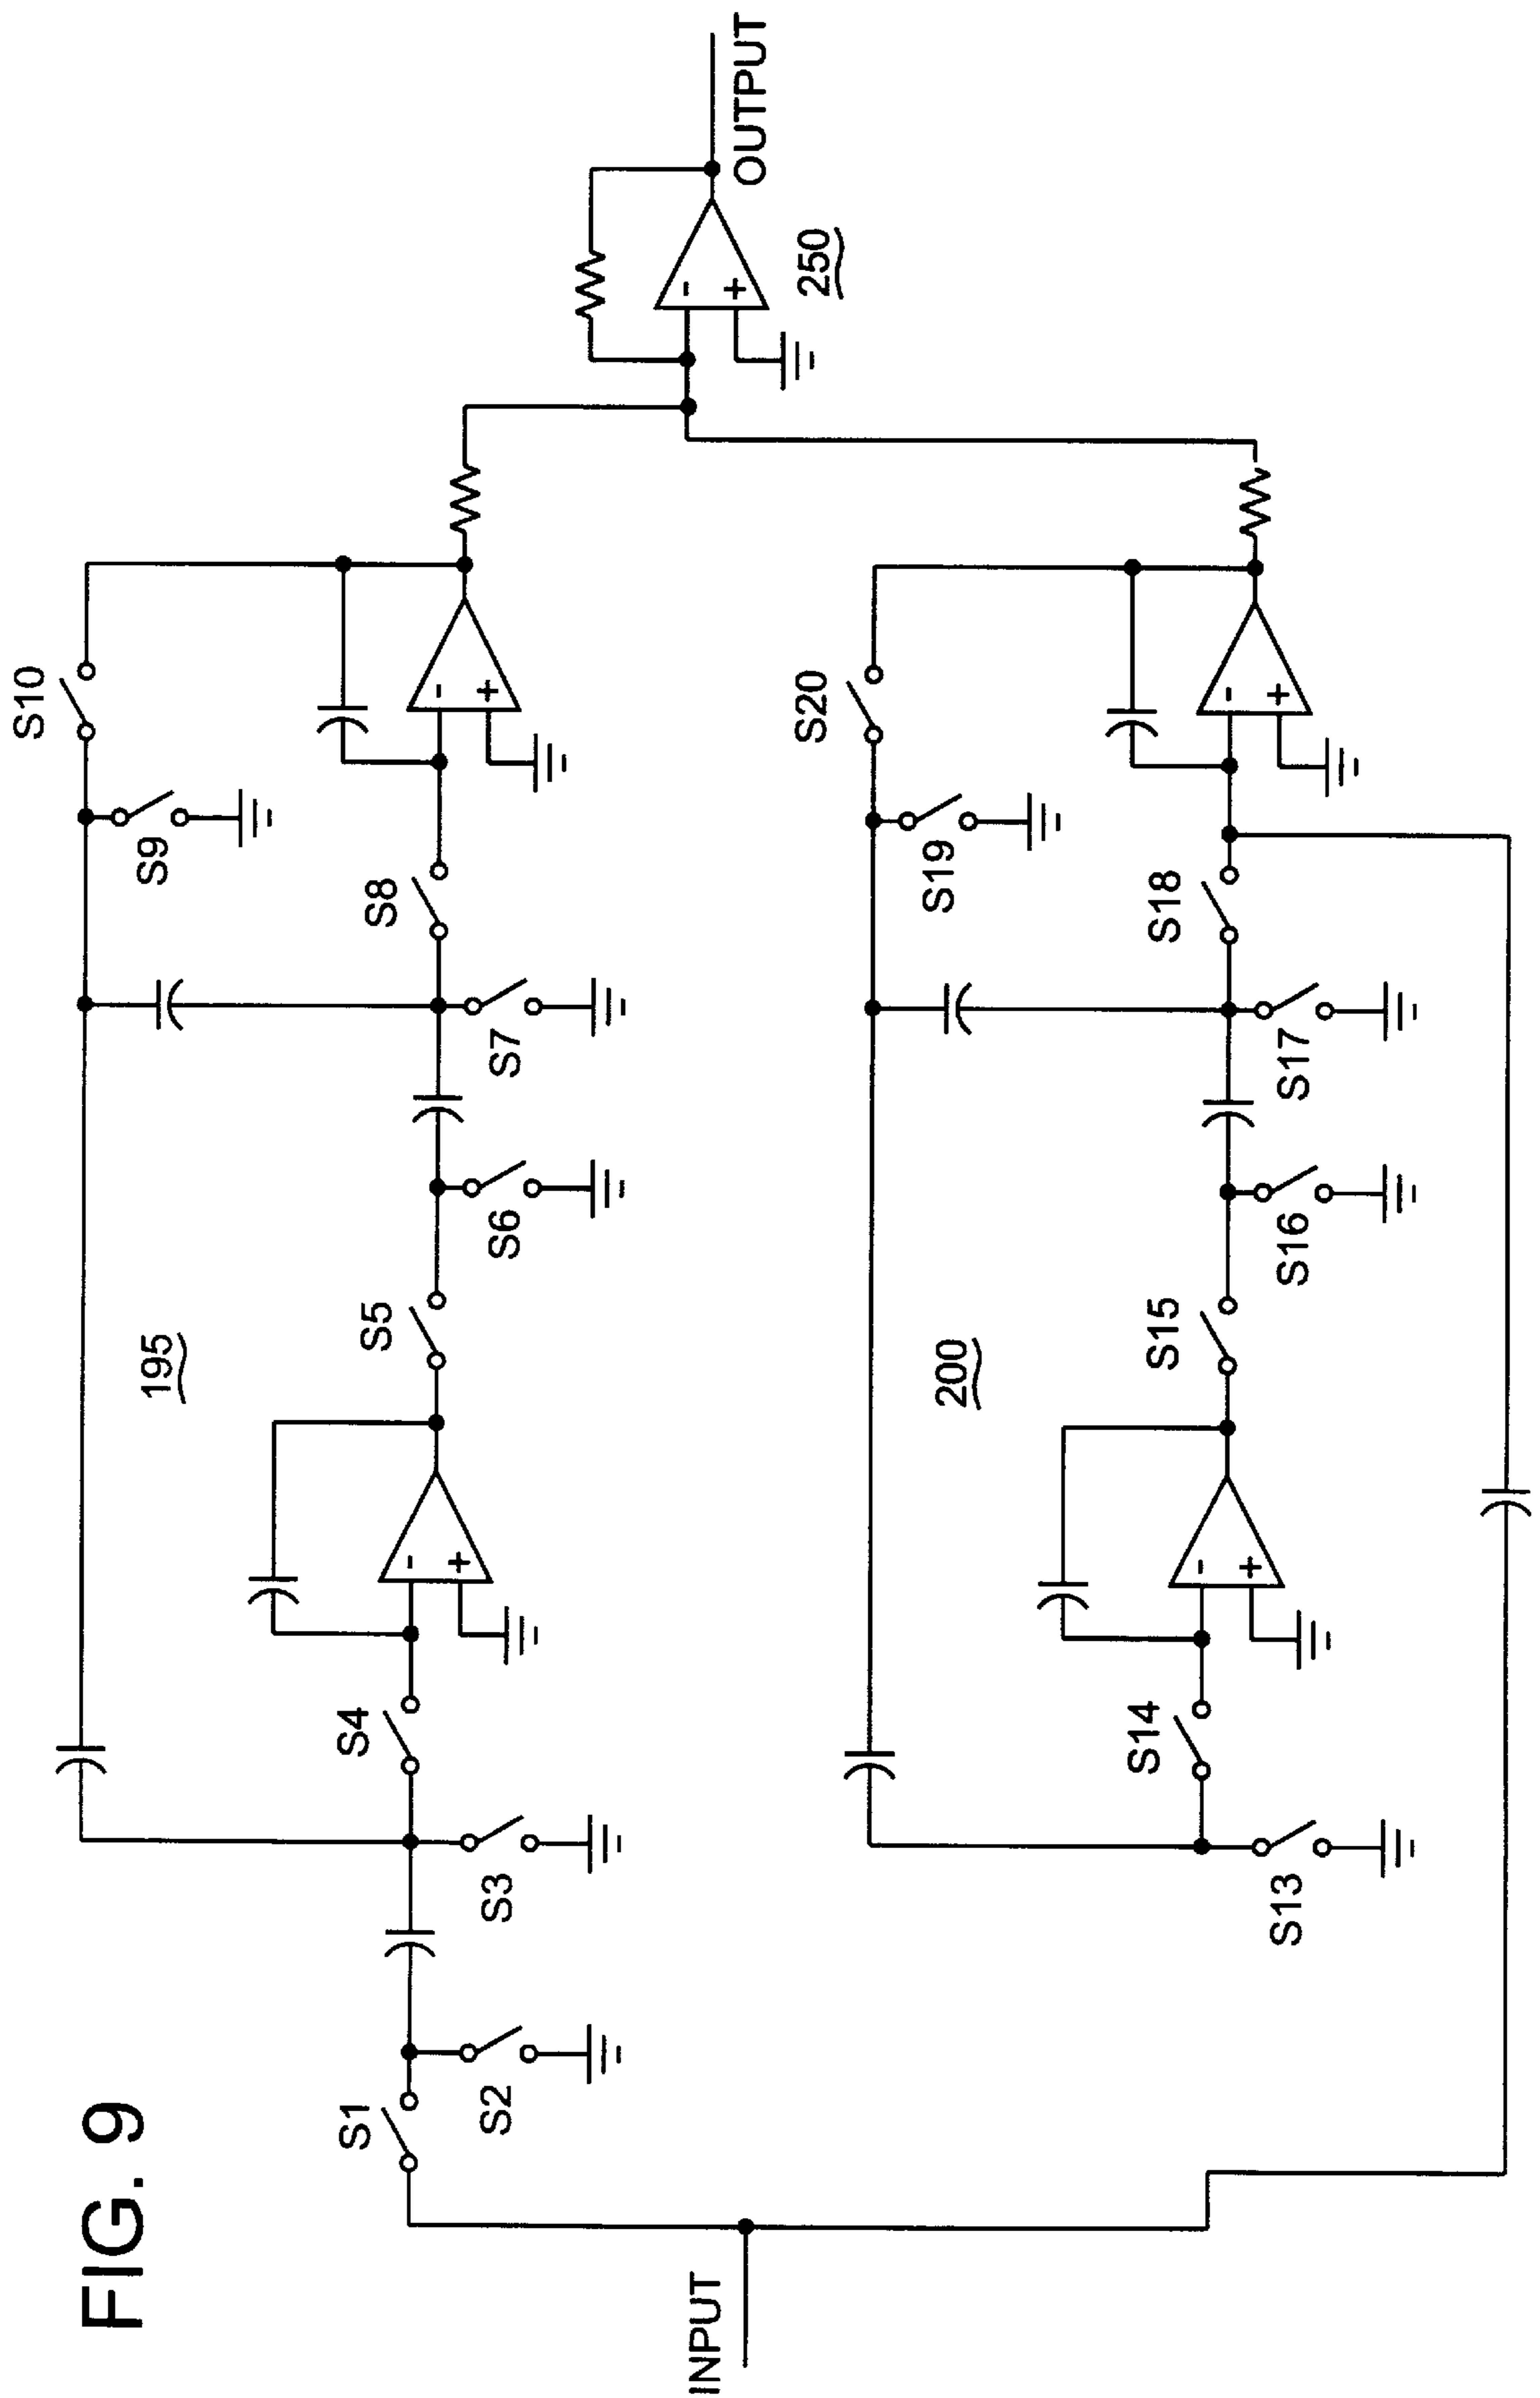 FIG. 9
INPUT
S1
S2
S3
S4
195
S5
S6
S7
S8
S9
S10
-
+
-
+
S13
S14
200
S15
S16
S17
S18
S19
S20
-
+
-
+
-
+
250
OUTPUT